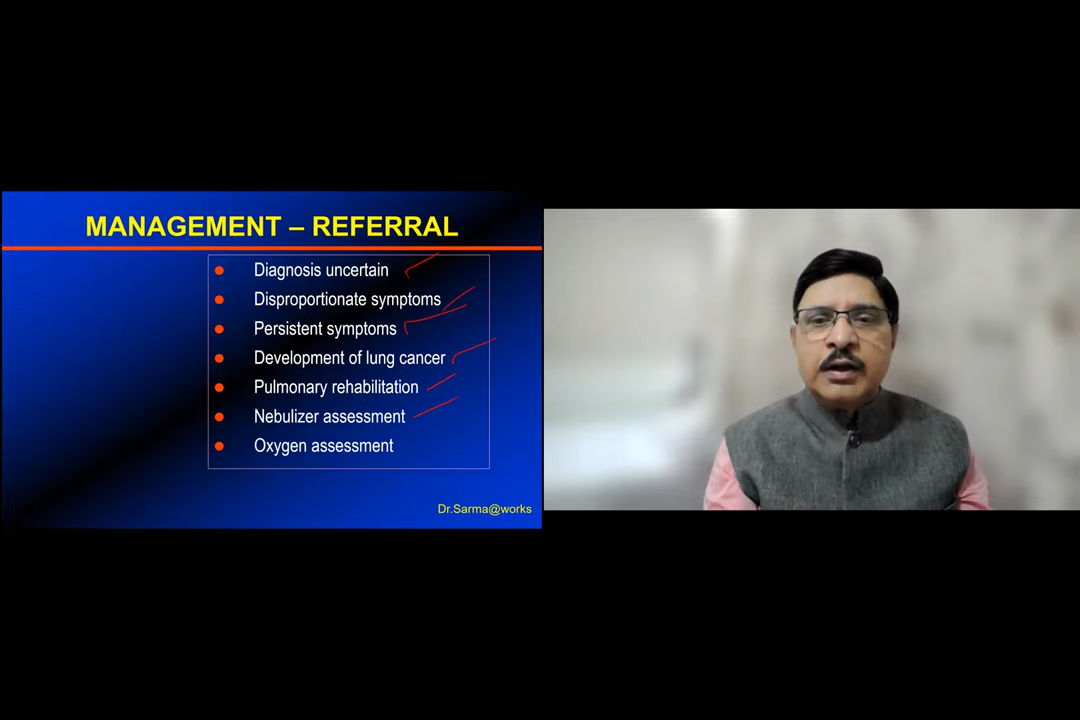 MANAGEMENT – REFERRAL
Diagnosis uncertain
Disproportionate symptoms
Persistent symptoms
Development of lung cancer
Pulmonary rehabilitation
Nebulizer assessment
Oxygen assessment
Dr.Sarma@works